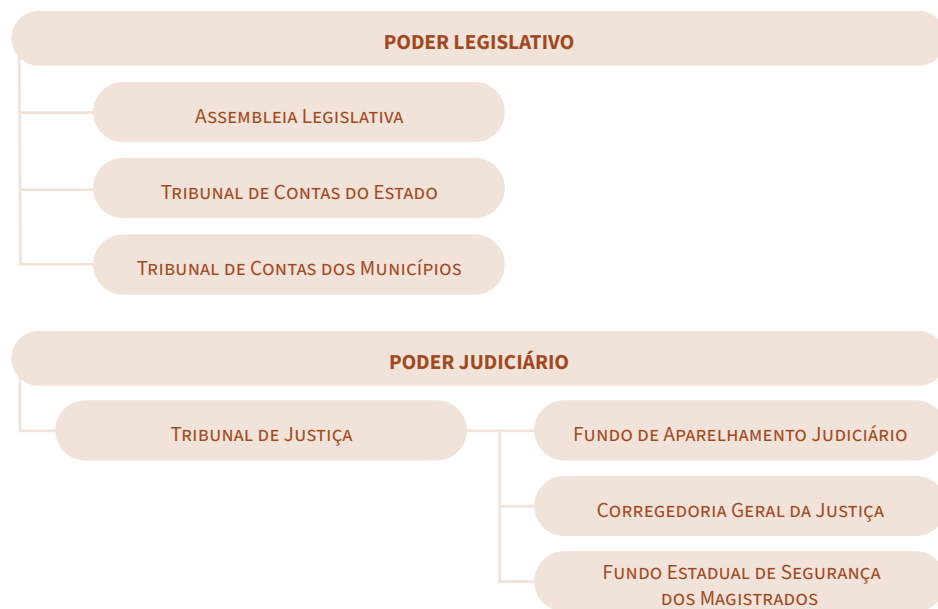 PODER LEGISLATIVO
Assembleia Legislativa
Tribunal de Contas do Estado
Tribunal de Contas dos Municípios
PODER JUDICIÁRIO
Tribunal de Justiça
Fundo de Aparelhamento Judiciário
Corregedoria Geral da Justiça
Fundo Estadual de Segurança
dos Magistrados